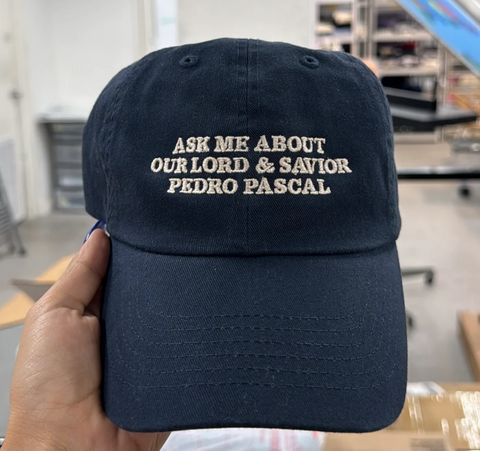 ASK ME ABOUT
OUR LORD & SAVIOR
PEDRO PASCAL